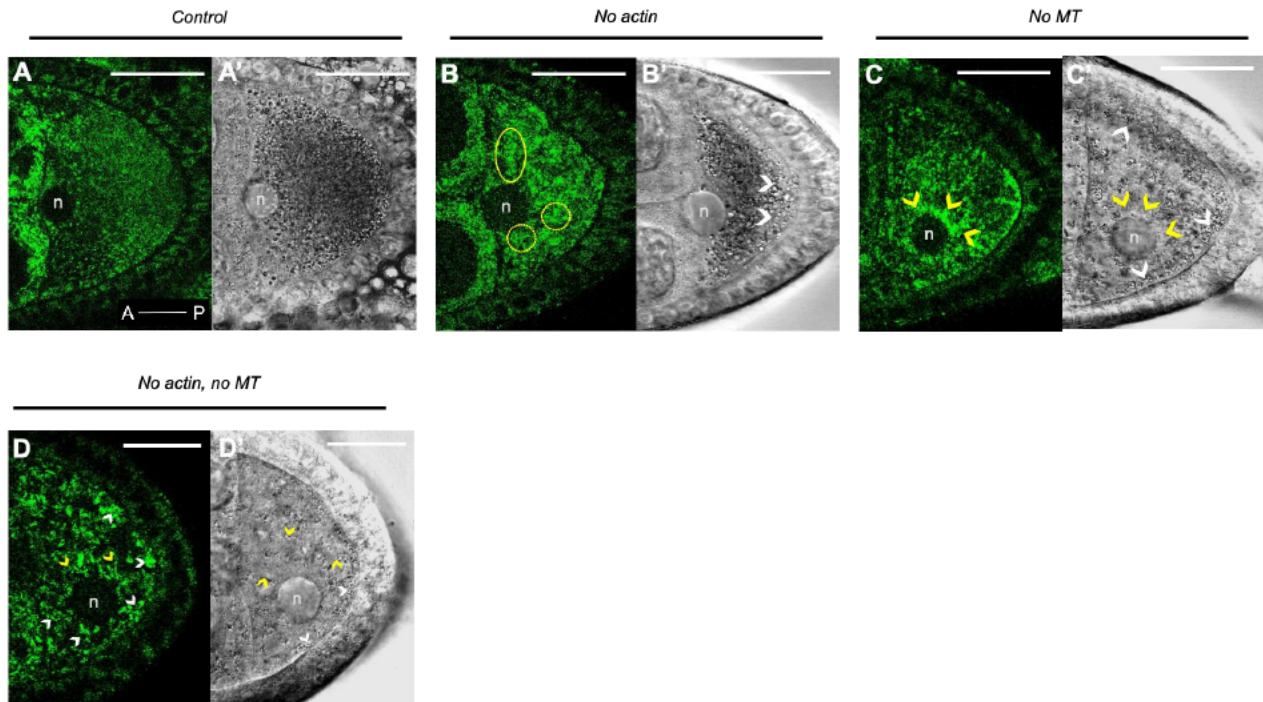 Control
No actin
No MT
A A' B B' C C'
n n n n n n
A P
No actin, no MT
D D'
n n